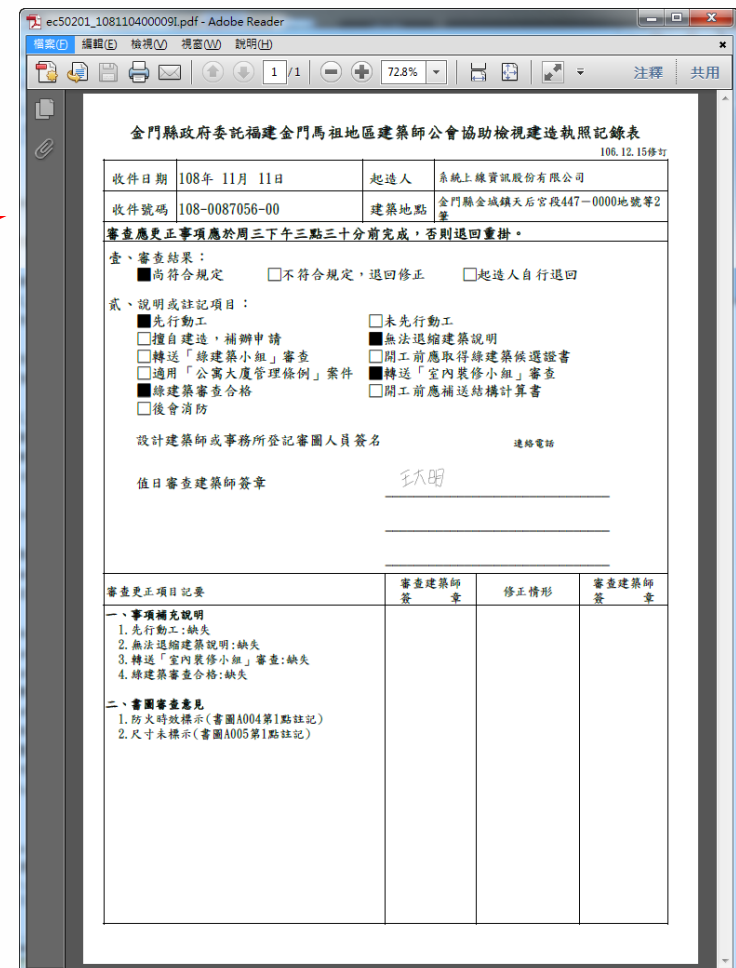 ec50201_108110400009I.pdf - Adobe Reader
檔案(F) 編輯(E) 檢視(V) 視窗(W) 說明(H)
1 /1 72.8% 注釋 共用
金門縣政府委託福建金門馬祖地區建築師公會協助檢視建造執照記錄表
106.12.15修訂
收件日期 108年 11月 11日 起造人 系統上線資訊股份有限公司
收件號碼 108-0087056-00 建築地點 金門縣金城鎮天后宮段447-0000地號等2筆
審查應更正事項應於周三下午三點三十分前完成，否則退回重掛。
壹、審查結果：
■尚符合規定 □不符合規定，退回修正 □起造人自行退回
貳、說明或註記項目：
■先行動工 □未先行動工
□擅自建造，補辦申請 ■無法退縮建築說明
□轉送「綠建築小組」審查 □開工前應取得綠建築候選證書
□適用「公寓大廈管理條例」案件 ■轉送「室內裝修小組」審查
■綠建築審查合格 □開工前應補送結構計算書
□後會消防
設計建築師或事務所登記審圖人員簽名 連絡電話
值日審查建築師簽章 王大明
審查更正項目記要 審查建築師簽 章 修正情形 審查建築師簽 章
一、事項補充說明
1.先行動工:缺失
2.無法退縮建築說明:缺失
3.轉送「室內裝修小組」審查:缺失
4.綠建築審查合格:缺失
二、書圖審查意見
1.防火時效標示(書圖A004第1點註記)
2.尺寸未標示(書圖A005第1點註記)